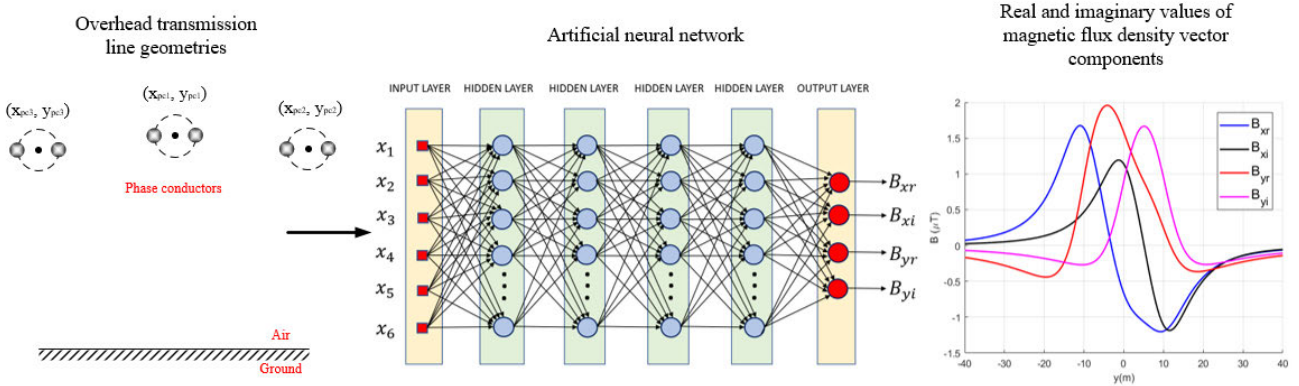 Overhead transmission
line geometries
(xpc3, ypc3)
(xpc1, ypc1)
(xpc2, ypc2)
Phase conductors
Air
Ground
Artificial neural network
INPUT LAYER HIDDEN LAYER HIDDEN LAYER HIDDEN LAYER HIDDEN LAYER OUTPUT LAYER
x1
x2
x3
x4
x5
x6
Bxr
Bxi
Byr
Byi
Real and imaginary values of
magnetic flux density vector
components
Bxr
Bxi
Byr
Byi
B (μT)
2
1.5
1
0.5
0
-0.5
-1
-1.5
-40 -30 -20 -10 0 10 20 30 40
y(m)